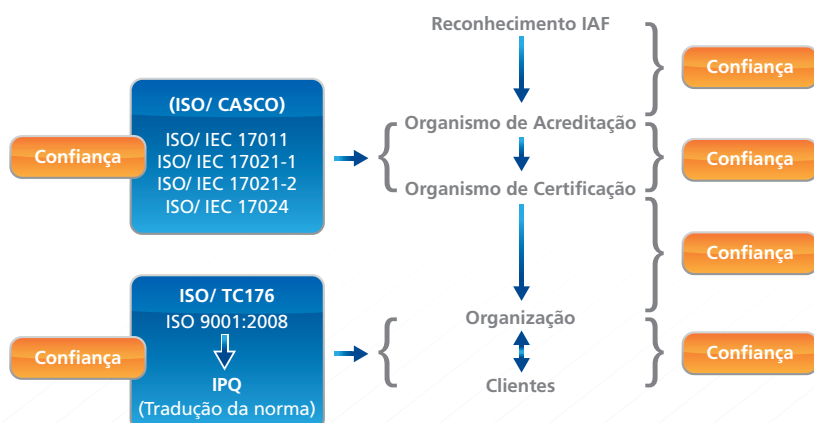 Reconhecimento IAF
Confiança
(ISO/ CASCO)
ISO/ IEC 17011
ISO/ IEC 17021-1
ISO/ IEC 17021-2
ISO/ IEC 17024
Confiança
Organismo de Acreditação
Confiança
Organismo de Certificação
Confiança
ISO/ TC176
ISO 9001:2008
IPQ
(Tradução da norma)
Confiança
Organização
Clientes
Confiança